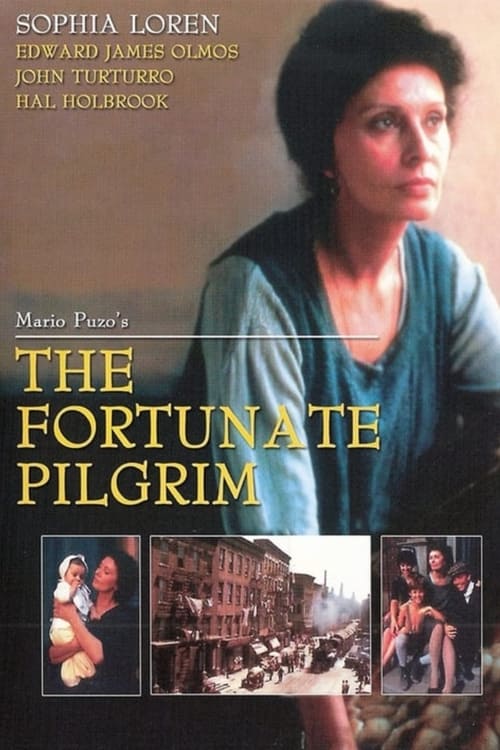 SOPHIA LOREN
EDWARD JAMES OLMOS
JOHN TURTURRO
HAL HOLBROOK
Mario Puzo's
THE
FORTUNATE
PILGRIM